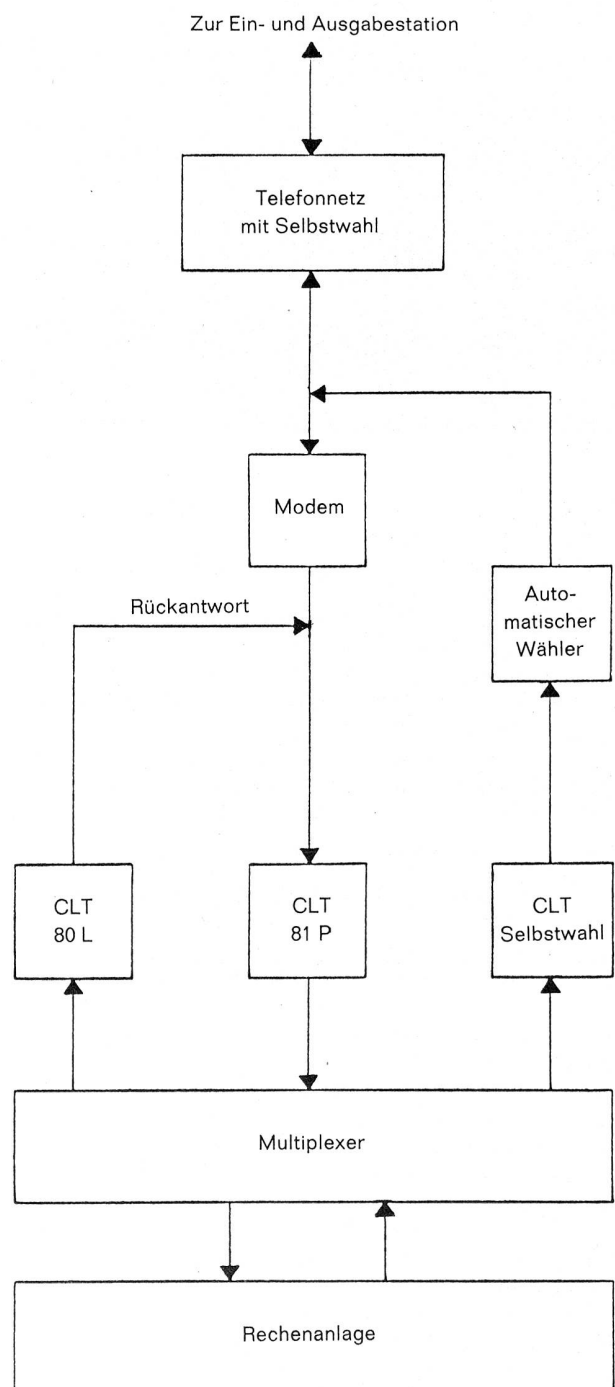 Zur Ein- und Ausgabestation
Telefonnetz
mit Selbstwahl
Modem
Rückantwort
Auto-
matischer
Wähler
CLT
80 L
CLT
81 P
CLT
Selbstwahl
Multiplexer
Rechenanlage